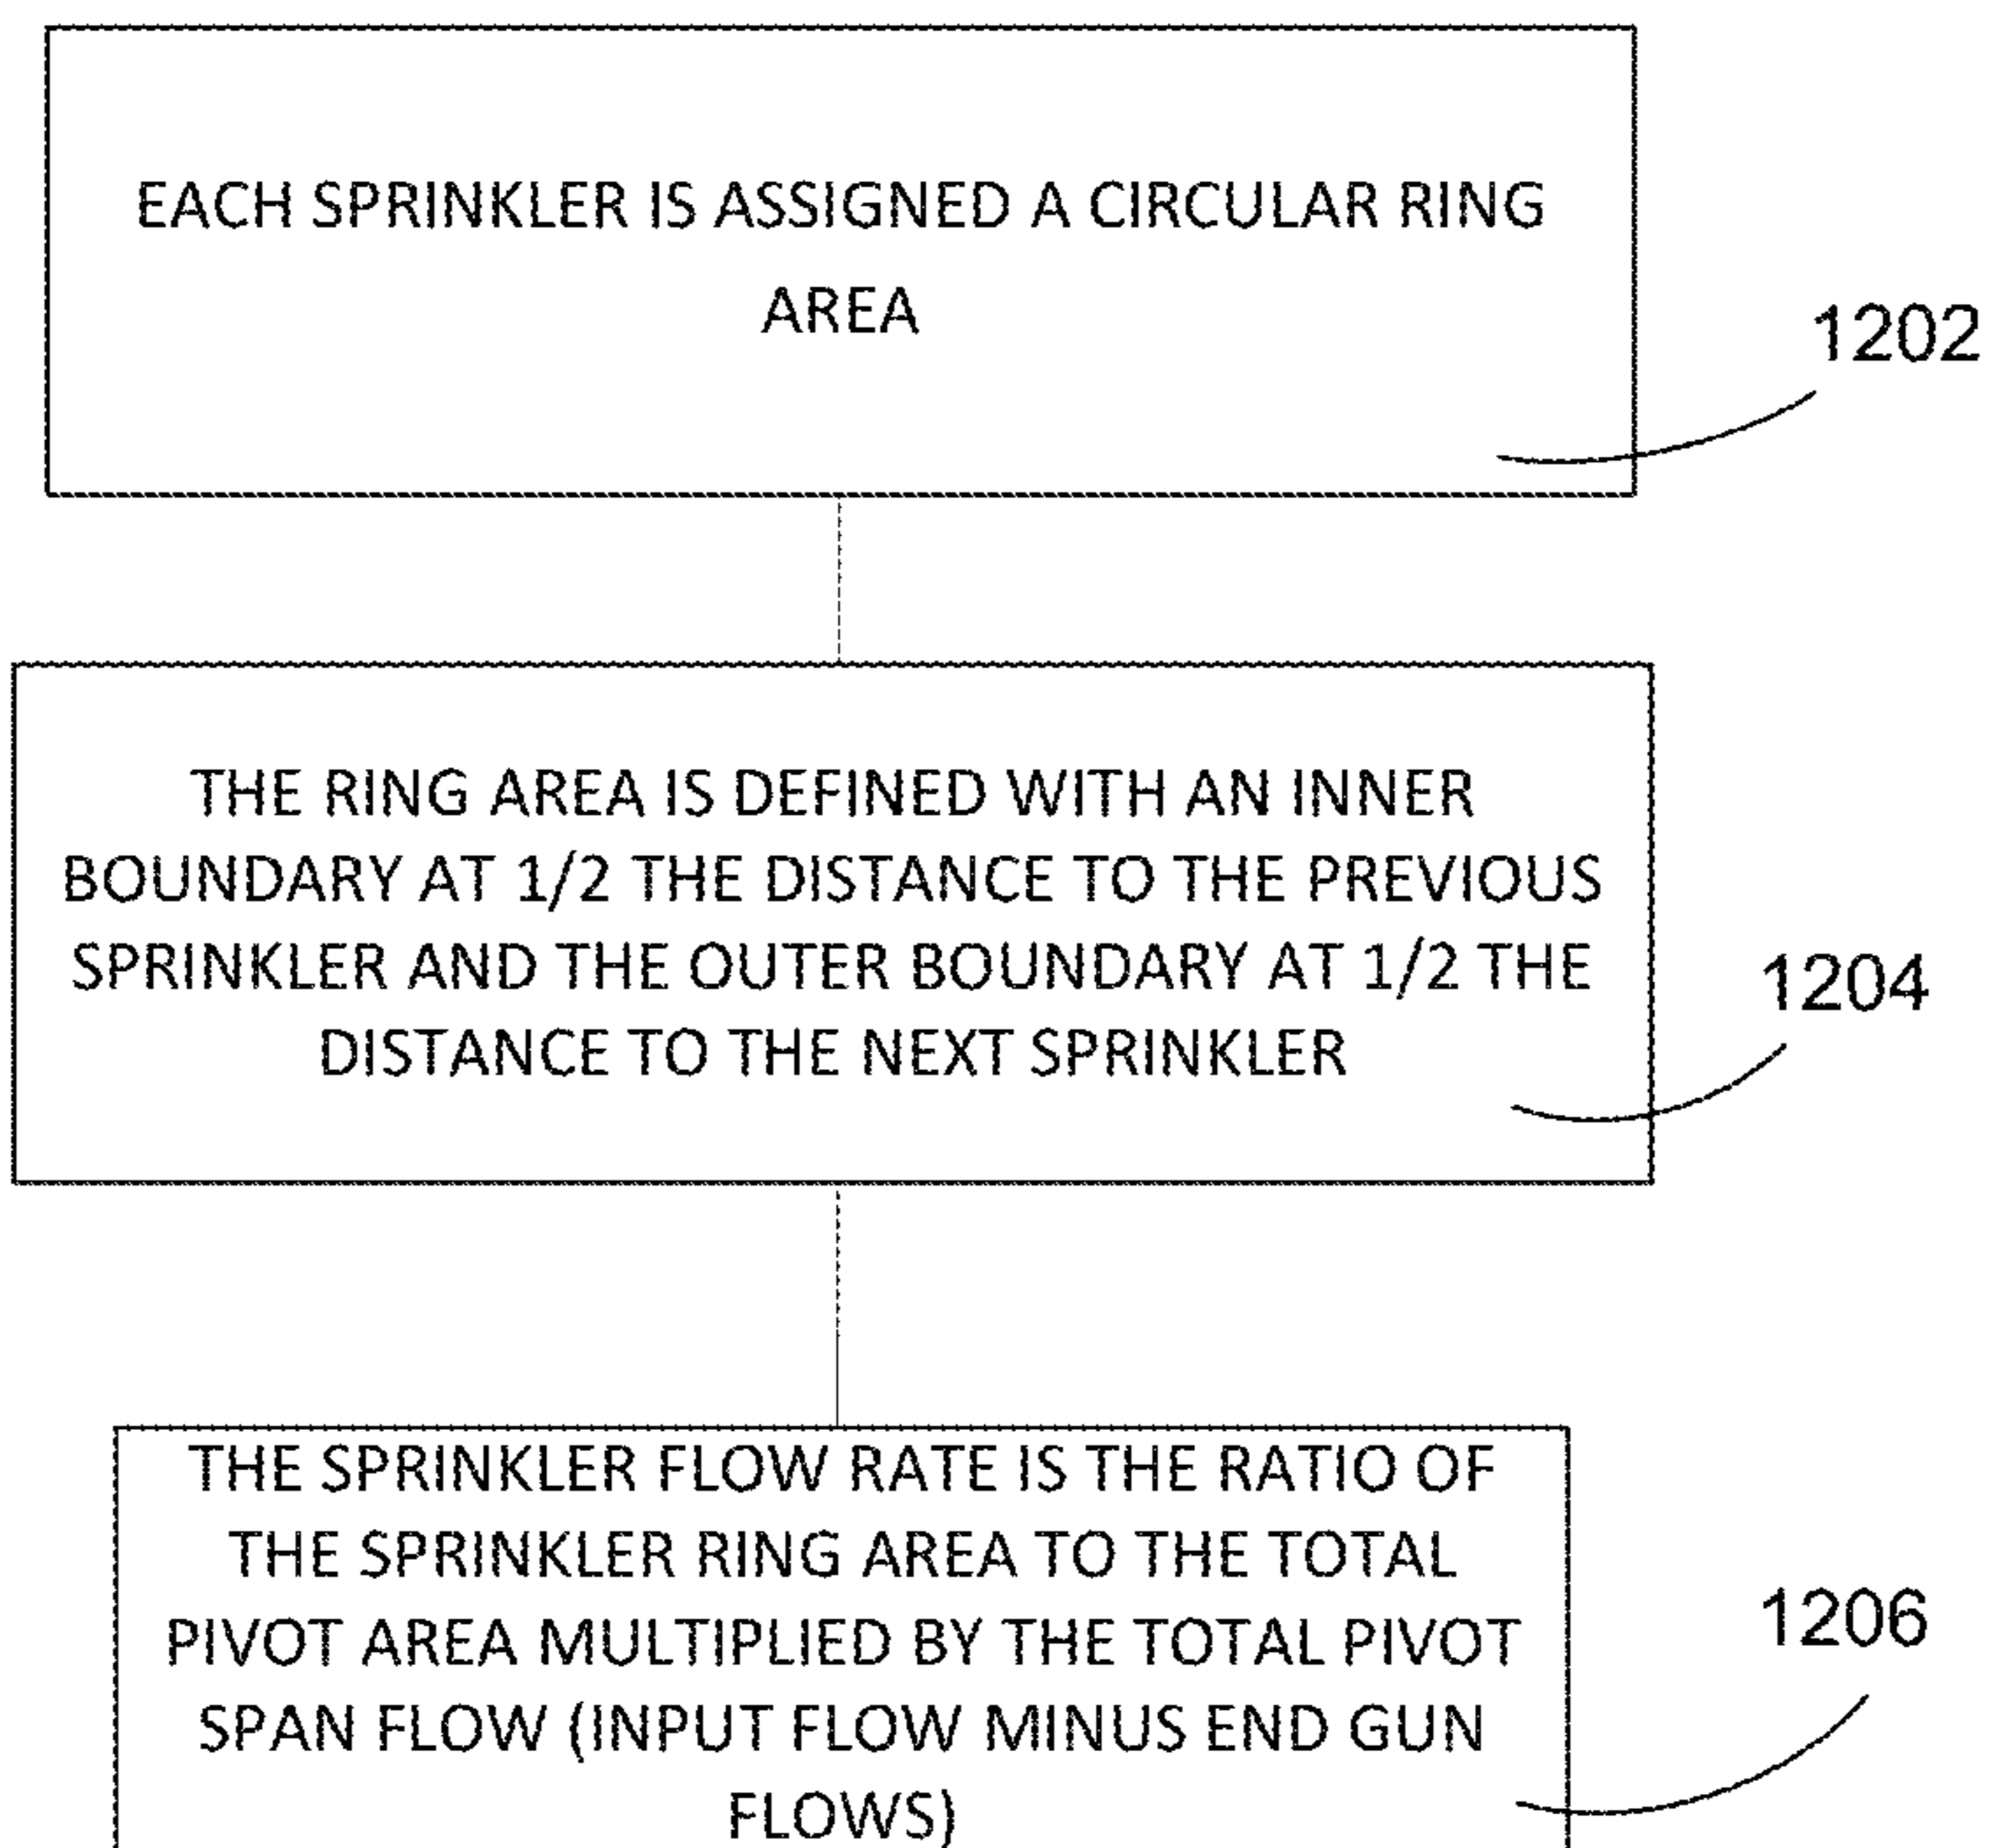 EACH SPRINKLER IS ASSIGNED A CIRCULAR RING
AREA
1202
THE RING AREA IS DEFINED WITH AN INNER
BOUNDARY AT 1/2 THE DISTANCE TO THE PREVIOUS
SPRINKLER AND THE OUTER BOUNDARY AT 1/2 THE
DISTANCE TO THE NEXT SPRINKLER
1204
THE SPRINKLER FLOW RATE IS THE RATIO OF
THE SPRINKLER RING AREA TO THE TOTAL
PIVOT AREA MULTIPLIED BY THE TOTAL PIVOT
SPAN FLOW (INPUT FLOW MINUS END GUN
FLOWS)
1206